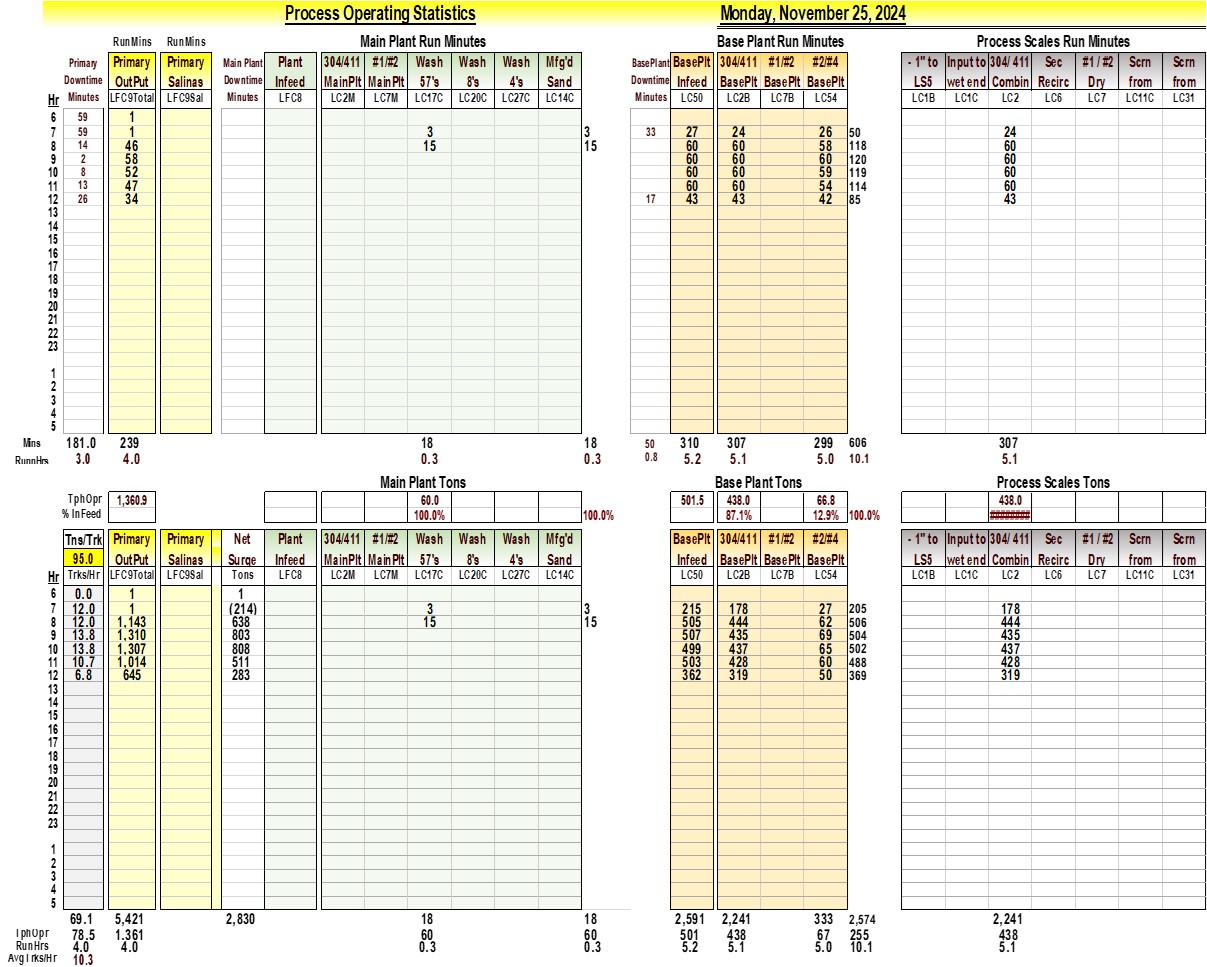 Process Operating Statistics Monday, November 25, 2024
RunMins RunMins Main Plant Run Minutes Base Plant Run Minutes Process Scales Run Minutes
Primary Primary Primary Main Plant Plant 304/411 #1/#2 Wash Wash Wash Mfg'd BasePlant BasePlt 304/411 #1/#2 #2/#4 - 1" to Input to 304/ 411 Sec #1 / #2 Scrn Scrn
Downtime OutPut Salinas Downtime Infeed MainPlt MainPlt 57's 8's 4's Sand Downtime Infeed BasePlt BasePlt BasePlt LS5 wet end Combin Recirc Dry from from
Hr Minutes LFC9Total LFC9Sal Minutes LFC8 LC2M LC7M LC17C LC20C LC27C LC14C Minutes LC50 LC2B LC7B LC54 LC1B LC1C LC2 LC6 LC7 LC11C LC31
6 59 1
7 59 1 3 3 33 27 24 26 50 24
8 14 46 15 15 60 60 58 118 60
9 2 58 60 60 60 120 60
10 8 52 60 60 59 119 60
11 13 47 60 60 54 114 60
12 26 34 17 43 43 42 85 43
13
14
15
16
17
18
19
20
21
22
23
1
2
3
4
5
Mins 181.0 239 18 18 50 310 307 299 606 307
RunnHrs 3.0 4.0 0.3 0.3 0.8 5.2 5.1 5.0 10.1 5.1
Main Plant Tons Base Plant Tons Process Scales Tons
TphOpr 1,360.9 60.0 501.5 438.0 66.8 438.0
% InFeed 100.0% 100.0% 87.1% 12.9% 100.0% ########
Tns/Trk Primary Primary Net Plant 304/411 #1/#2 Wash Wash Wash Mfg'd BasePlt 304/411 #1/#2 #2/#4 - 1" to Input to 304/ 411 Sec #1 / #2 Scrn Scrn
95.0 OutPut Salinas Surge Infeed MainPlt MainPlt 57's 8's 4's Sand Infeed BasePlt BasePlt BasePlt LS5 wet end Combin Recirc Dry from from
Hr Trks/Hr LFC9Total LFC9Sal Tons LFC8 LC2M LC7M LC17C LC20C LC27C LC14C LC50 LC2B LC7B LC54 LC1B LC1C LC2 LC6 LC7 LC11C LC31
6 0.0 1 1
7 12.0 1 (214) 3 3 215 178 27 205 178
8 12.0 1,143 638 15 15 505 444 62 506 444
9 13.8 1,310 803 507 435 69 504 435
10 13.8 1,307 808 499 437 65 502 437
11 10.7 1,014 511 503 428 60 488 428
12 6.8 645 283 362 319 50 369 319
13
14
15
16
17
18
19
20
21
22
23
1
2
3
4
5
69.1 5,421 2,830 18 18 2,591 2,241 333 2,574 2,241
TphOpr 78.5 1.361 60 60 501 438 67 255 438
RunHrs 4.0 4.0 0.3 0.3 5.2 5.1 5.0 10.1 5.1
AvgTrks/Hr 10.3